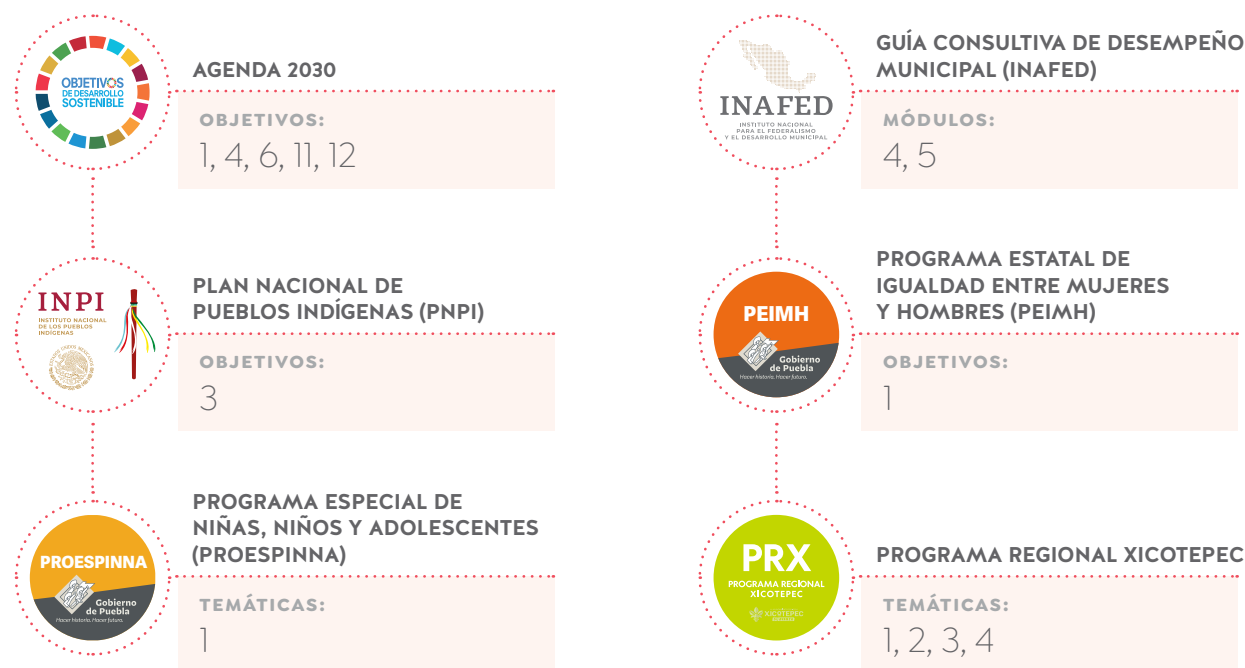 OBJETIVOS
DE DESARROLLO
SOSTENIBLE
AGENDA 2030
OBJETIVOS:
1, 4, 6, 11, 12
INPI
INSTITUTO NACIONAL
DE LOS PUEBLOS
INDÍGENAS
PLAN NACIONAL DE
PUEBLOS INDÍGENAS (PNPI)
OBJETIVOS:
3
PROESPINNA
Gobierno
de Puebla
Hacer historia. Hacer futuro.
PROGRAMA ESPECIAL DE
NIÑAS, NIÑOS Y ADOLESCENTES
(PROESPINNA)
TEMÁTICAS:
1
INAFED
INSTITUTO NACIONAL
PARA EL FEDERALISMO
Y EL DESARROLLO MUNICIPAL
GUÍA CONSULTIVA DE DESEMPEÑO
MUNICIPAL (INAFED)
MÓDULOS:
4, 5
PEIMH
Gobierno
de Puebla
Hacer historia. Hacer futuro.
PROGRAMA ESTATAL DE
IGUALDAD ENTRE MUJERES
Y HOMBRES (PEIMH)
OBJETIVOS:
1
PRX
PROGRAMA REGIONAL
XICOTEPEC
XICOTEPEC
PROGRAMA REGIONAL XICOTEPEC
TEMÁTICAS:
1, 2, 3, 4